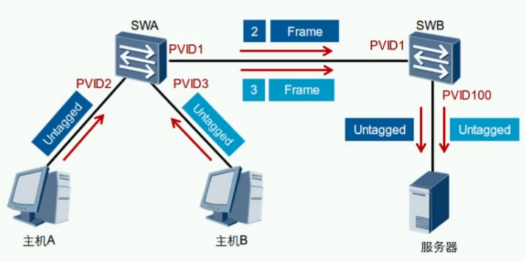 SWA
SWB
2 Frame
PVID1
PVID1
3 Frame
PVID2
PVID3
PVID100
Untagged
Untagged
Untagged
Untagged
主机A
主机B
服务器